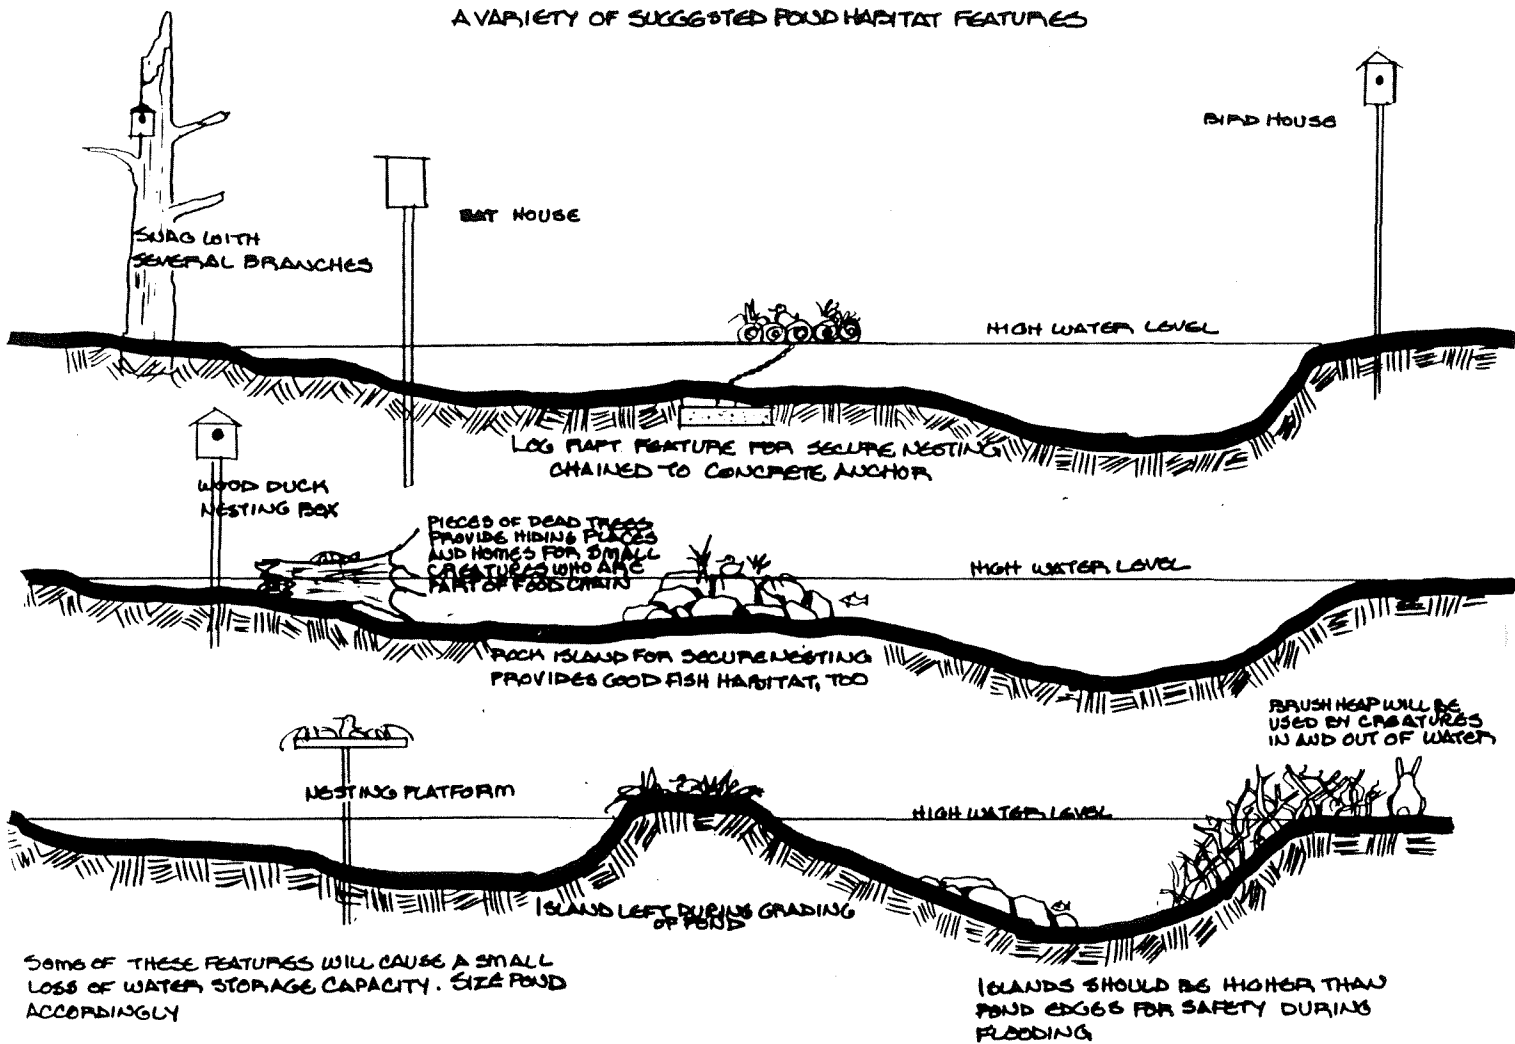 A VARIETY OF SUGGESTED POND HABITAT FEATURES
BIRD HOUSE
BAT HOUSE
SNAG WITH
SEVERAL BRANCHES
HIGH WATER LEVEL
LOG RAFT FEATURE FOR SECURE NESTING
CHAINED TO CONCRETE ANCHOR
WOOD DUCK
NESTING BOX
PIECES OF DEAD TREES
PROVIDE HIDING PLACES
AND HOMES FOR SMALL
CREATURES WHO ARE
PART OF FOOD CHAIN
HIGH WATER LEVEL
ROCK ISLAND FOR SECURE NESTING
PROVIDES GOOD FISH HABITAT, TOO
BRUSH HEAP WILL BE
USED BY CREATURES
IN AND OUT OF WATER
NESTING PLATFORM
HIGH WATER LEVEL
ISLAND LEFT DURING GRADING
OF POND
SOME OF THESE FEATURES WILL CAUSE A SMALL
LOSS OF WATER STORAGE CAPACITY. SIZE POND
ACCORDINGLY
ISLANDS SHOULD BE HIGHER THAN
POND EDGES FOR SAFETY DURING
FLOODING